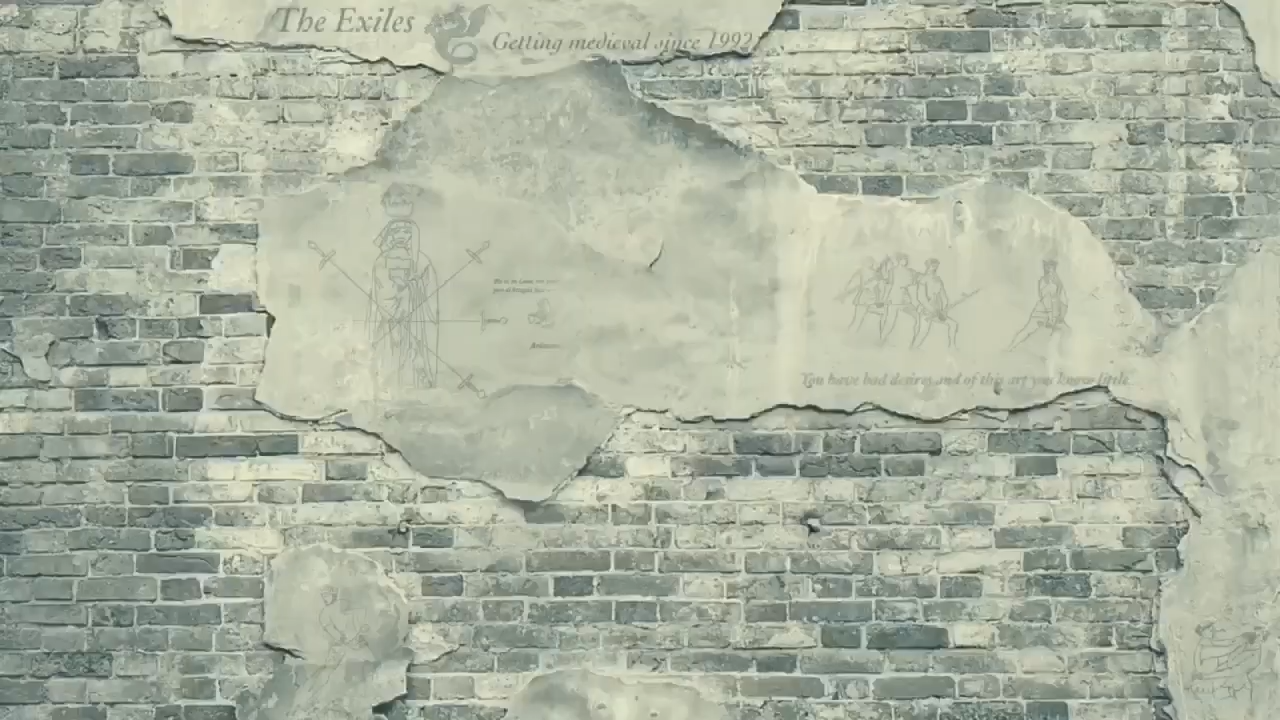 The Exiles
Getting medieval since 1992
You have bad desires and of this art you know little...